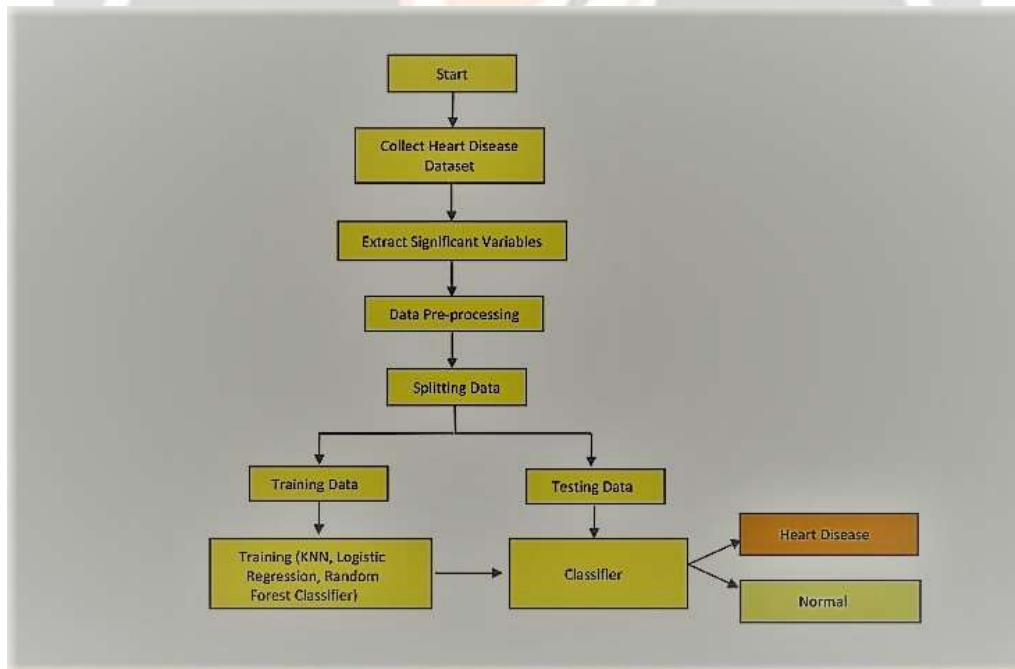 Start
Collect Heart Disease
Dataset
Extract Significant Variables
Data Pre-processing
Splitting Data
Training Data
Testing Data
Training (KNN, Logistic
Regression, Random
Forest Classifier)
Classifier
Heart Disease
Normal